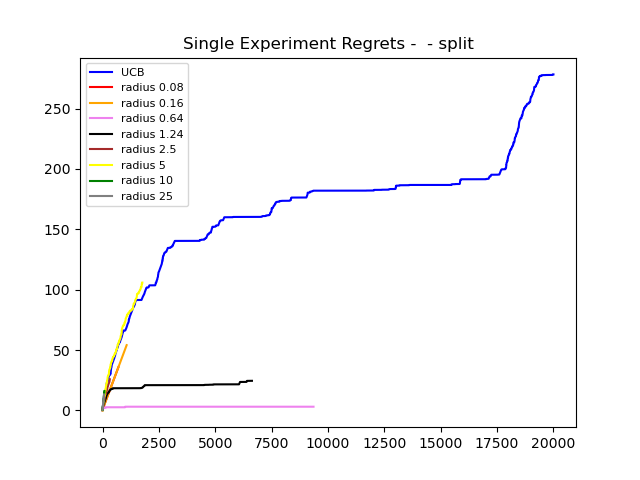 Single Experiment Regrets -  - split
UCB
radius 0.08
radius 0.16
radius 0.64
radius 1.24
radius 2.5
radius 5
radius 10
radius 25
250
200
150
100
50
0
0 2500 5000 7500 10000 12500 15000 17500 20000